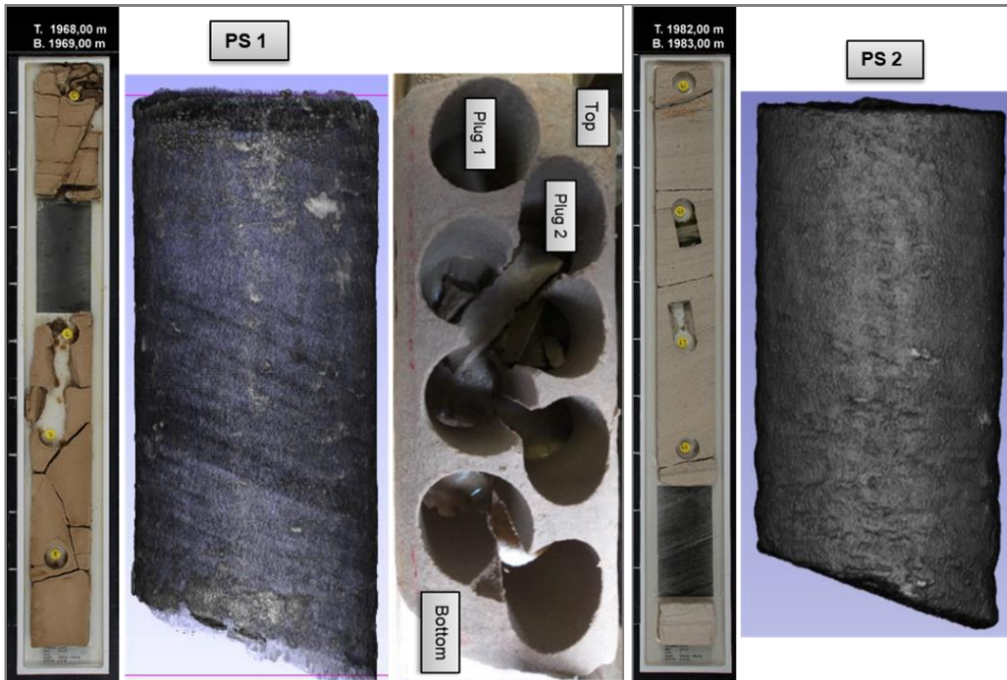 T. 1968,00 m
B. 1969,00 m
PS 1
Plug 1
Top
Plug 2
Bottom
T. 1982,00 m
B. 1983,00 m
PS 2